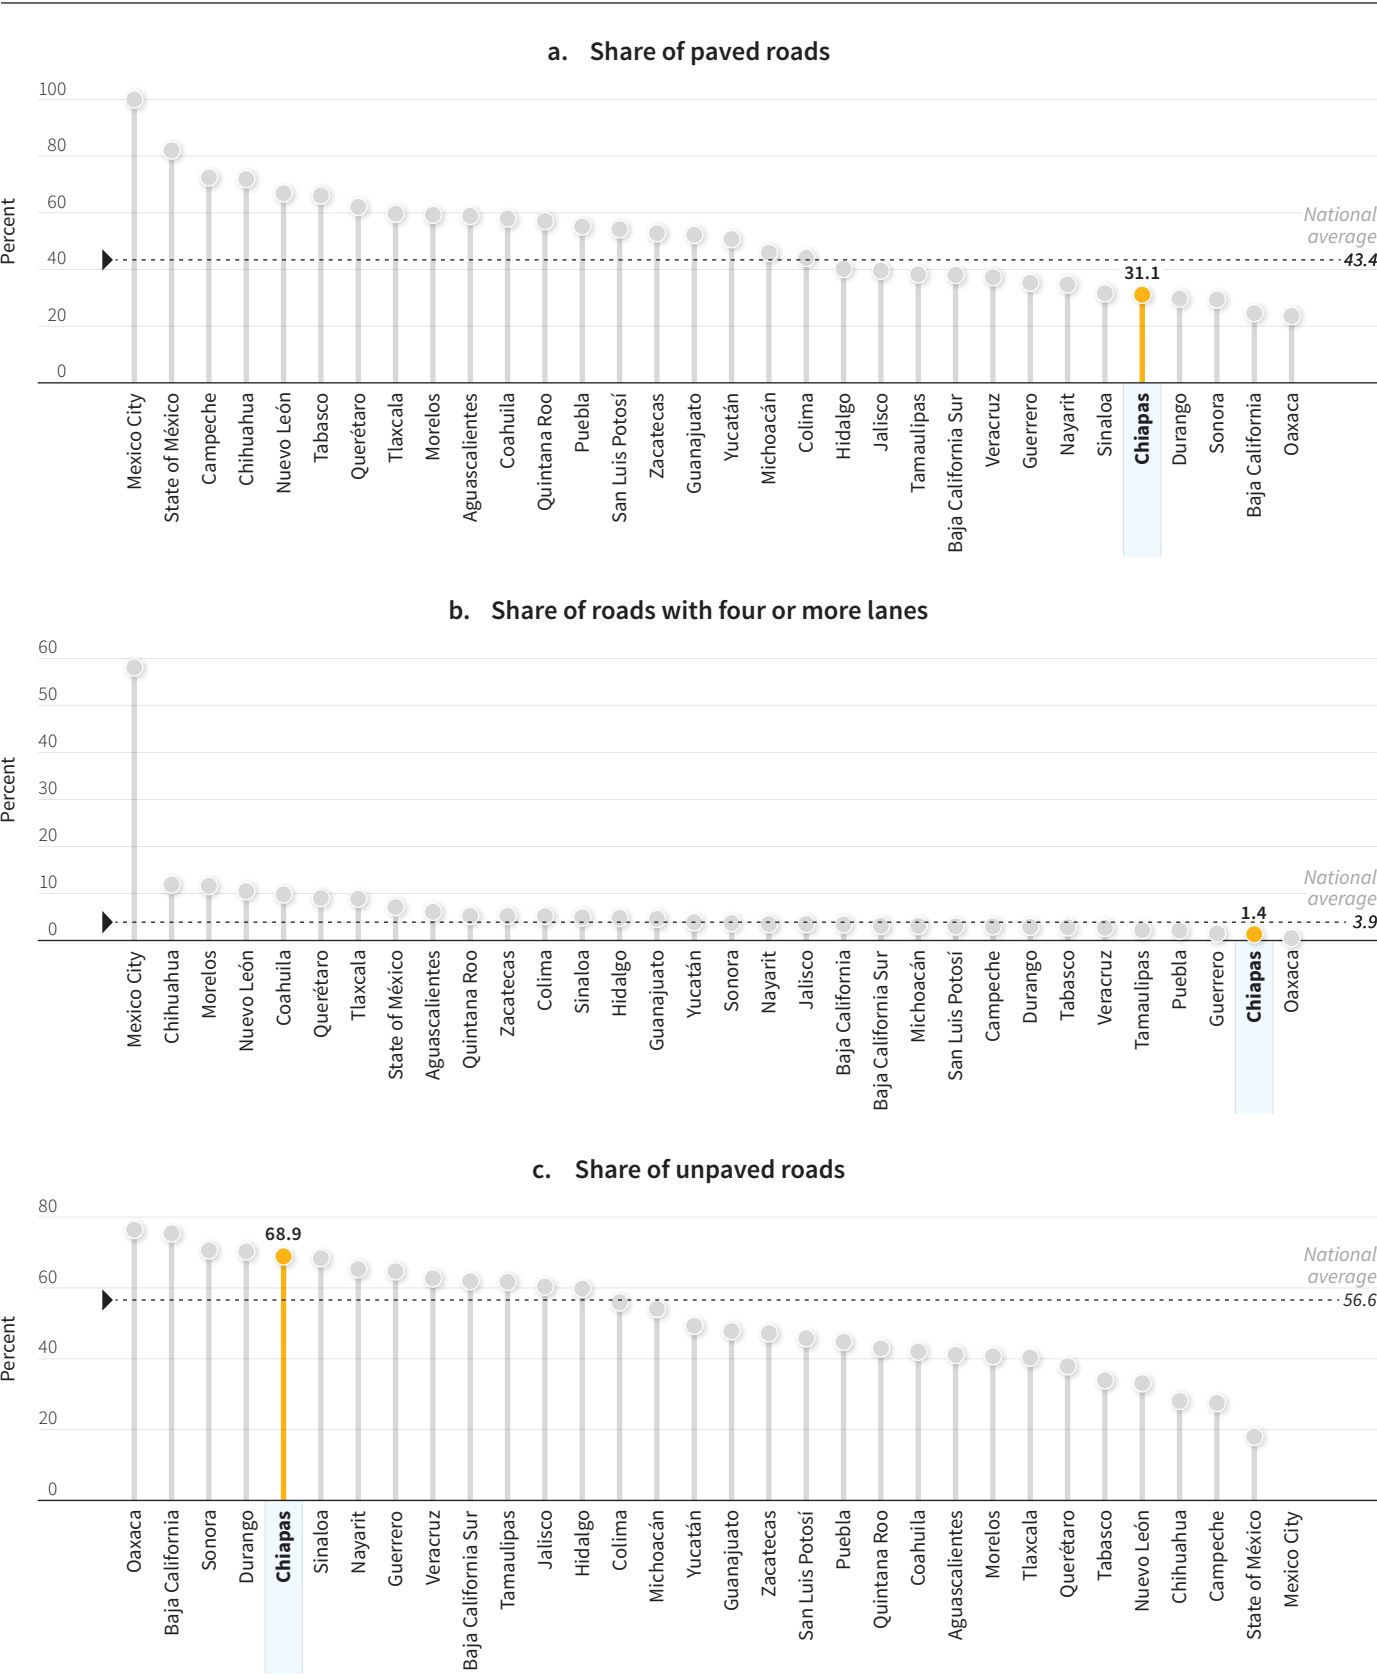 a. Share of paved roads
Percent
100
80
60
40
20
0
National
average
43.4
31.1
Mexico City
State of México
Campeche
Chihuahua
Nuevo León
Tabasco
Querétaro
Tlaxcala
Morelos
Aguascalientes
Coahuila
Quintana Roo
Puebla
San Luis Potosí
Zacatecas
Guanajuato
Yucatán
Michoacán
Colima
Hidalgo
Jalisco
Tamaulipas
Baja California Sur
Veracruz
Guerrero
Nayarit
Sinaloa
Chiapas
Durango
Sonora
Baja California
Oaxaca
b. Share of roads with four or more lanes
Percent
60
50
40
30
20
10
0
National
average
3.9
1.4
Mexico City
Chihuahua
Morelos
Nuevo León
Coahuila
Querétaro
Tlaxcala
State of México
Aguascalientes
Quintana Roo
Zacatecas
Colima
Sinaloa
Hidalgo
Guanajuato
Yucatán
Sonora
Nayarit
Jalisco
Baja California
Baja California Sur
Michoacán
San Luis Potosí
Campeche
Durango
Tabasco
Veracruz
Tamaulipas
Puebla
Guerrero
Chiapas
Oaxaca
c. Share of unpaved roads
Percent
80
60
40
20
0
68.9
National
average
56.6
Oaxaca
Baja California
Sonora
Durango
Chiapas
Sinaloa
Nayarit
Guerrero
Veracruz
Baja California Sur
Tamaulipas
Jalisco
Hidalgo
Colima
Michoacán
Yucatán
Guanajuato
Zacatecas
San Luis Potosí
Puebla
Quintana Roo
Coahuila
Aguascalientes
Morelos
Tlaxcala
Querétaro
Tabasco
Nuevo León
Chihuahua
Campeche
State of México
Mexico City